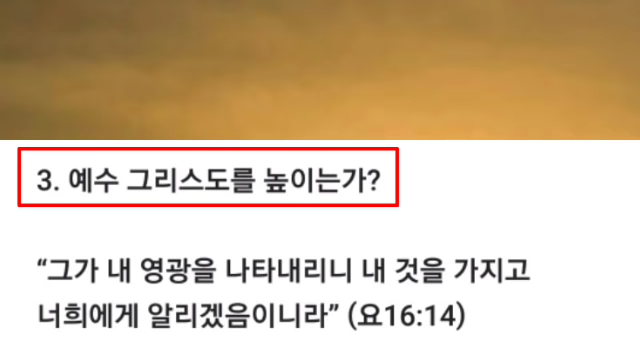 3. 예수 그리스도를 높이는가?
“그가 내 영광을 나타내리니 내 것을 가지고
너희에게 알리겠음이니라” (요16:14)